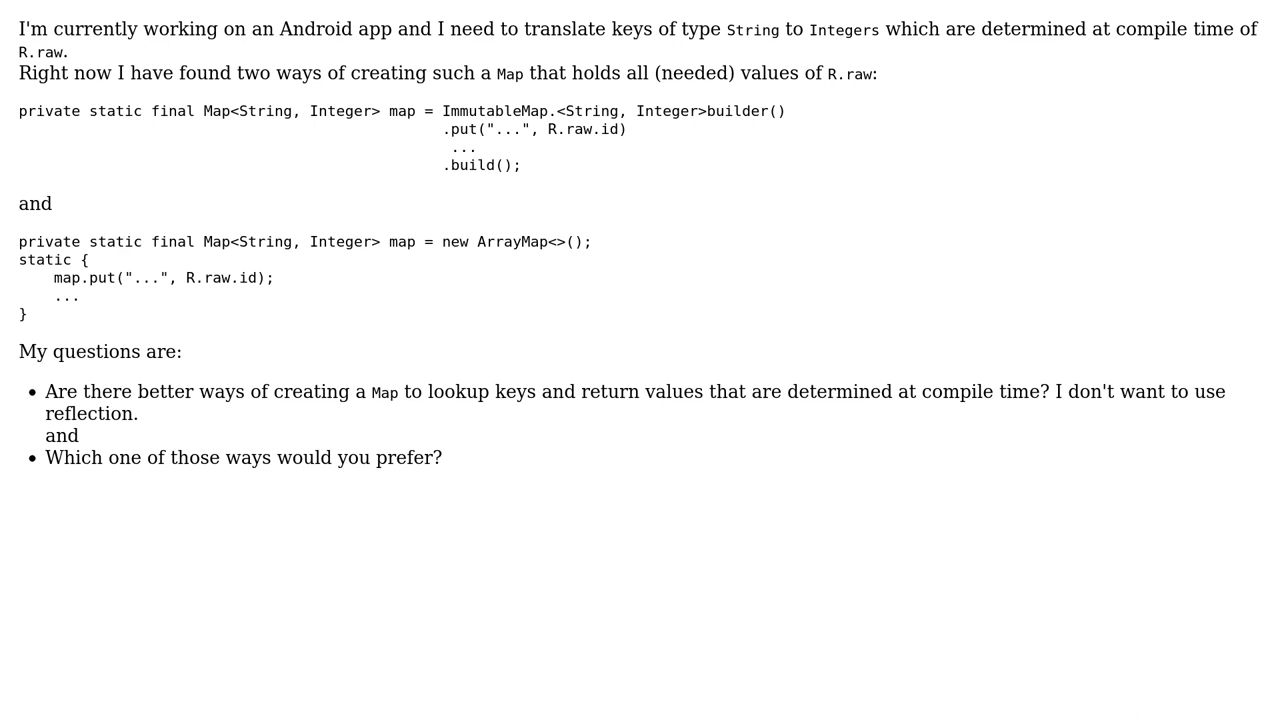 I'm currently working on an Android app and I need to translate keys of type String to Integers which are determined at compile time of
R.raw.
Right now I have found two ways of creating such a Map that holds all (needed) values of R.raw:
private static final Map<String, Integer> map = ImmutableMap.<String, Integer>builder()
.put("...", R.raw.id)
...
.build();
and
private static final Map<String, Integer> map = new ArrayMap<>();
static {
    map.put("...", R.raw.id);
    ...
}
My questions are:
• Are there better ways of creating a Map to lookup keys and return values that are determined at compile time? I don't want to use
reflection.
and
• Which one of those ways would you prefer?